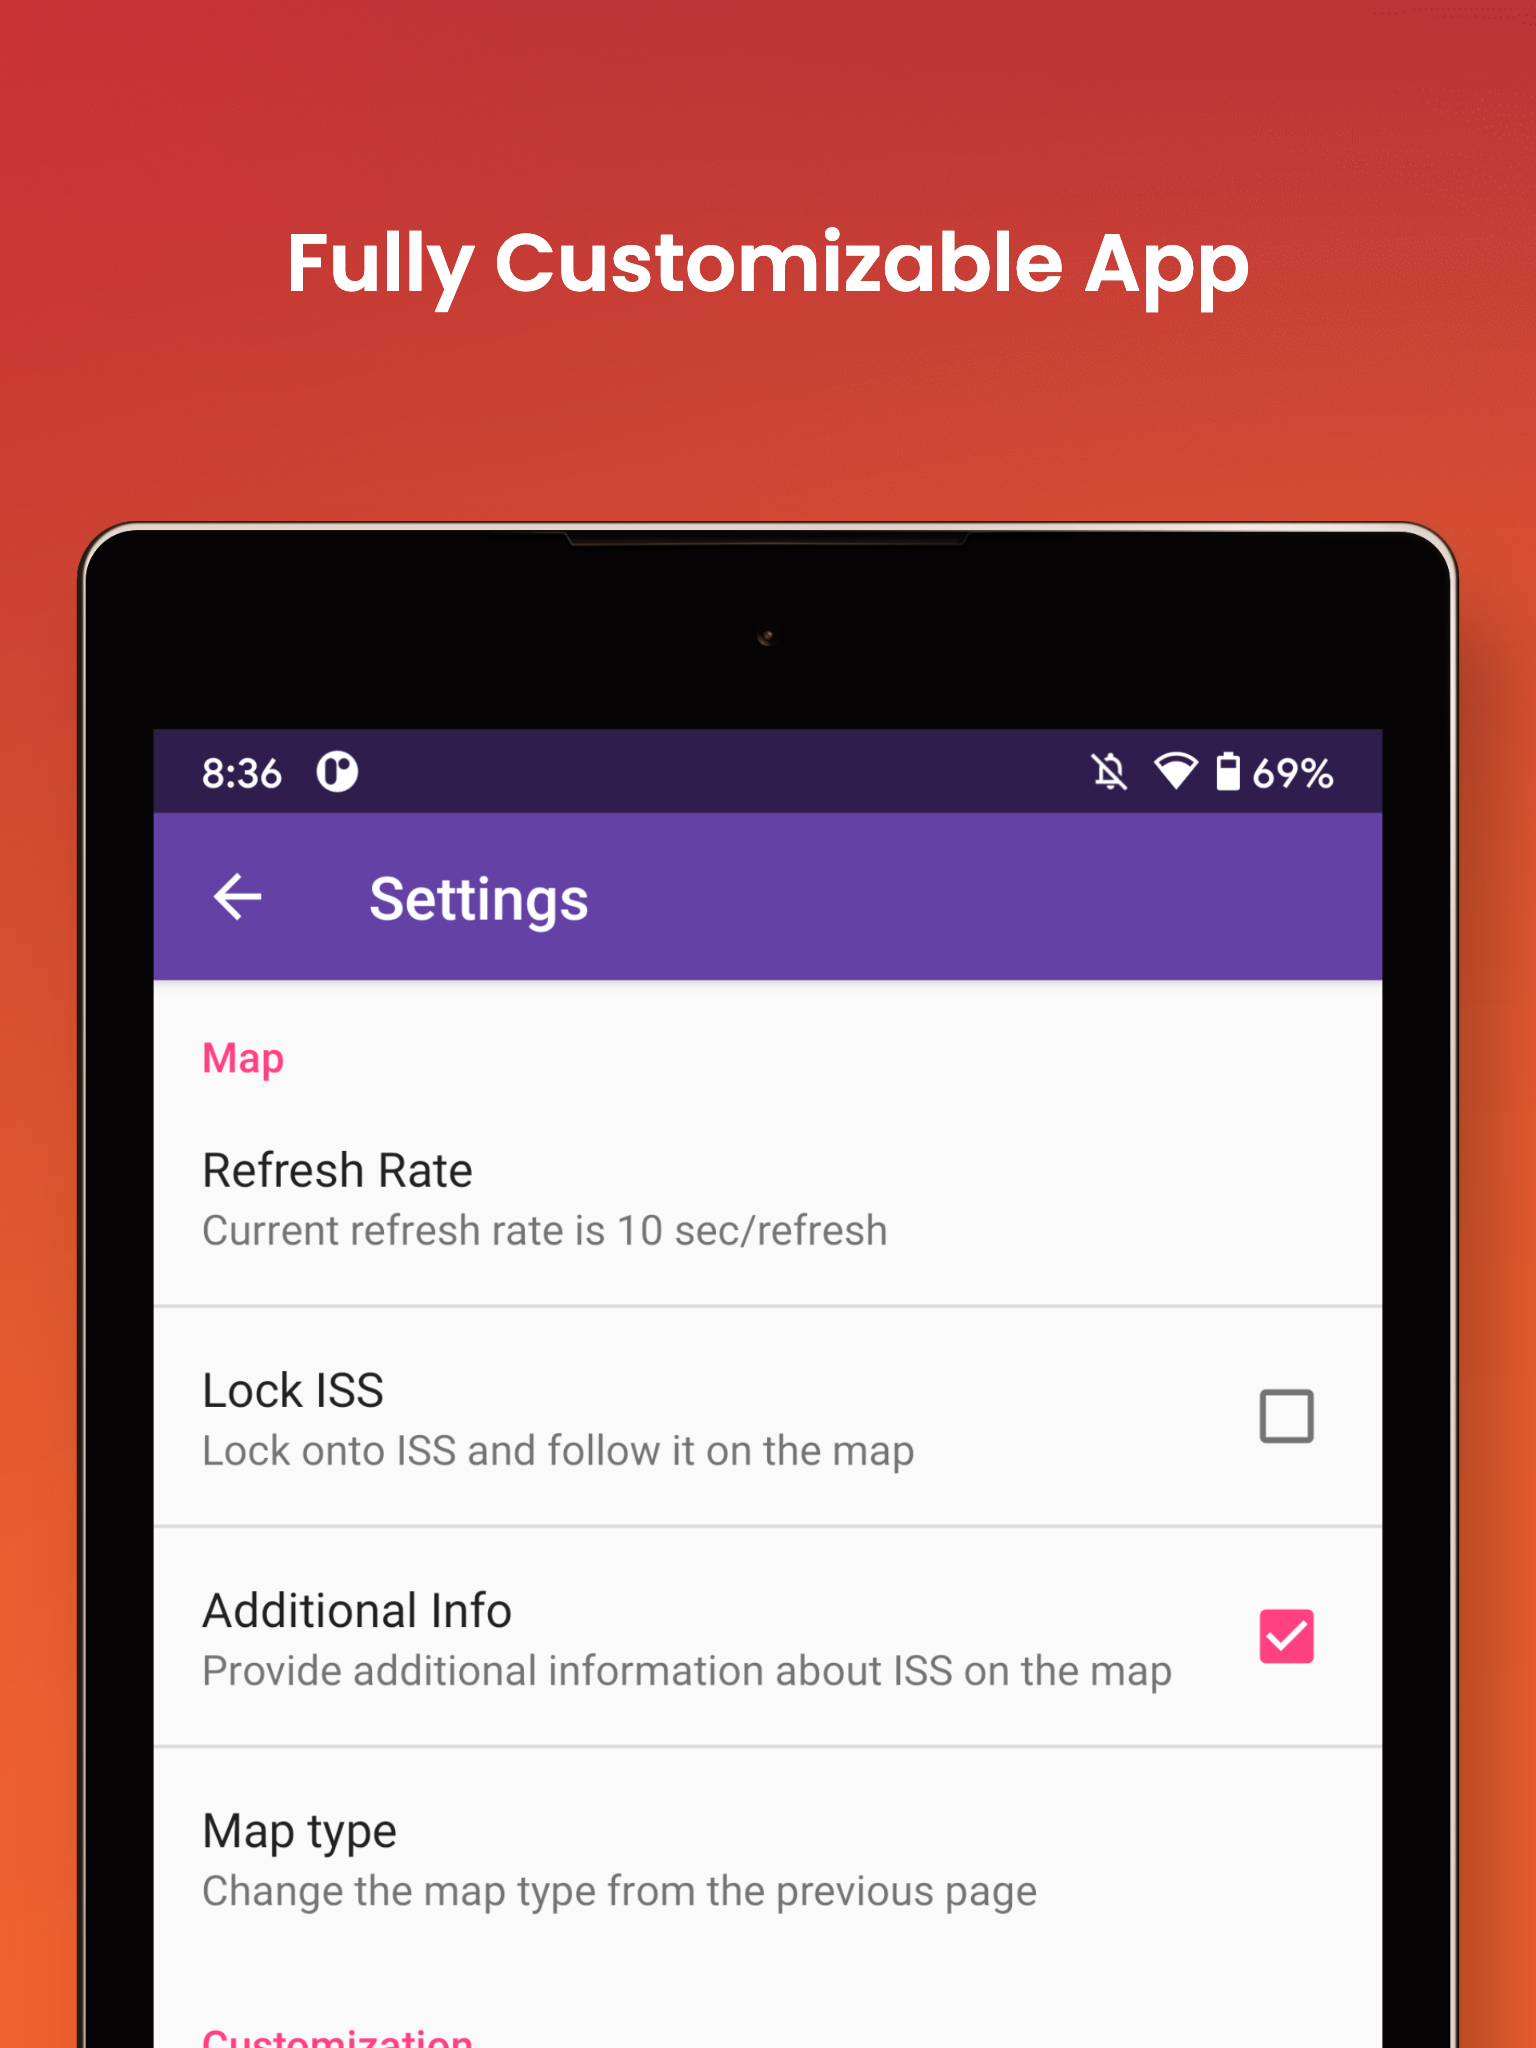 Fully Customizable App
8:36 69%
Settings
Map
Refresh Rate
Current refresh rate is 10 sec/refresh
Lock ISS
Lock onto ISS and follow it on the map
Additional Info
Provide additional information about ISS on the map
Map type
Change the map type from the previous page
Customization